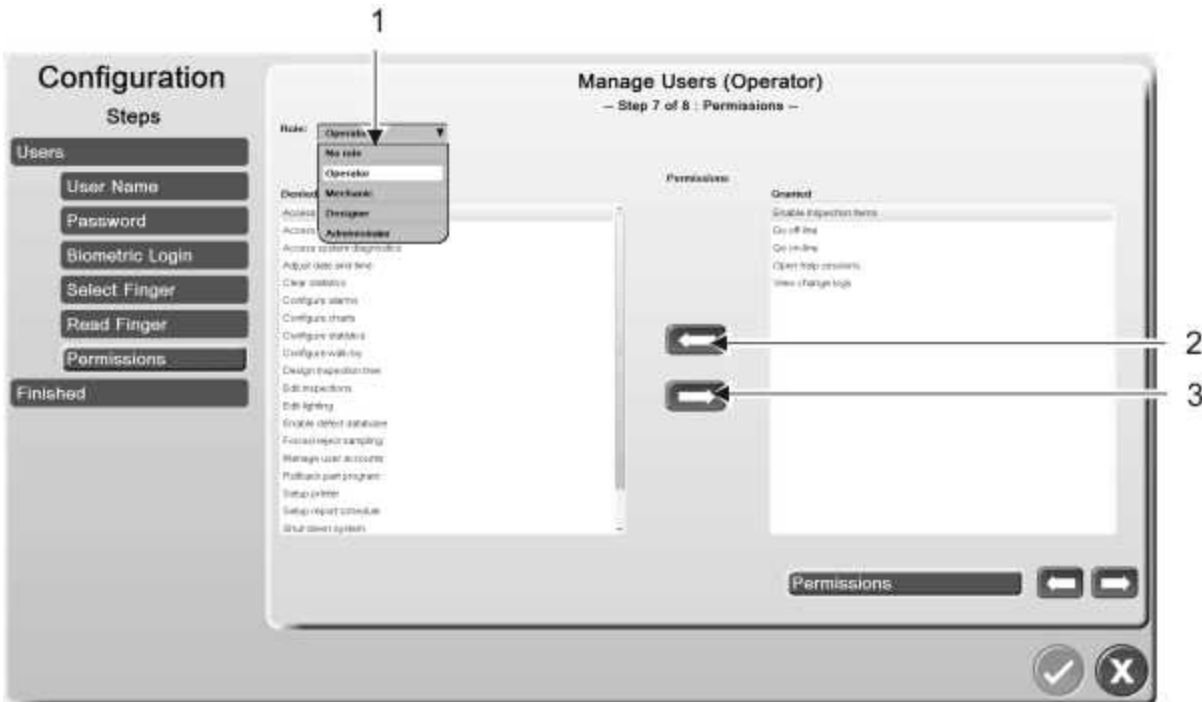 1
Configuration
Steps
Users
User Name
Password
Biometric Login
Select Finger
Read Finger
Permissions
Finished
Manage Users (Operator)
-- Step 7 of 8 : Permissions --
Role:
No role
Operator
Mechanic
Designer
Administrator
Denied
Access
Access
Access system diagnostics
Adjust date and time
Clear statistics
Configure alarms
Configure charts
Configure statistics
Configure walk-by
Design inspection tree
Edit inspections
Edit lighting
Enable defect database
Forced reject sampling
Manage user accounts
Rollback part program
Setup printer
Setup report schedule
Shut down system
Permissions
Granted
Enable inspection items
Go off-line
Go on-line
Open help sessions
View change logs
2
3
Permissions
X